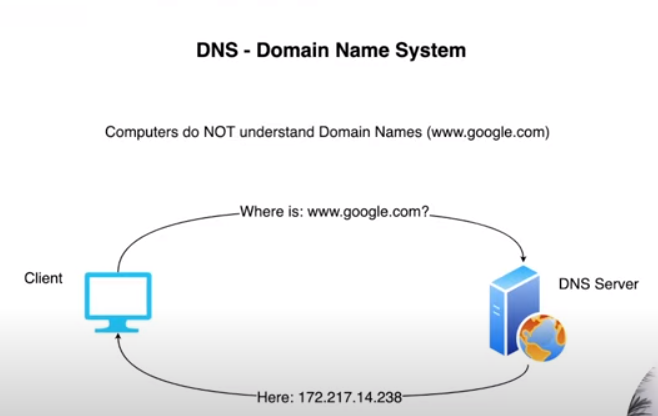 DNS - Domain Name System
Computers do NOT understand Domain Names (www.google.com)
Where is: www.google.com?
Client
DNS Server
Here: 172.217.14.238